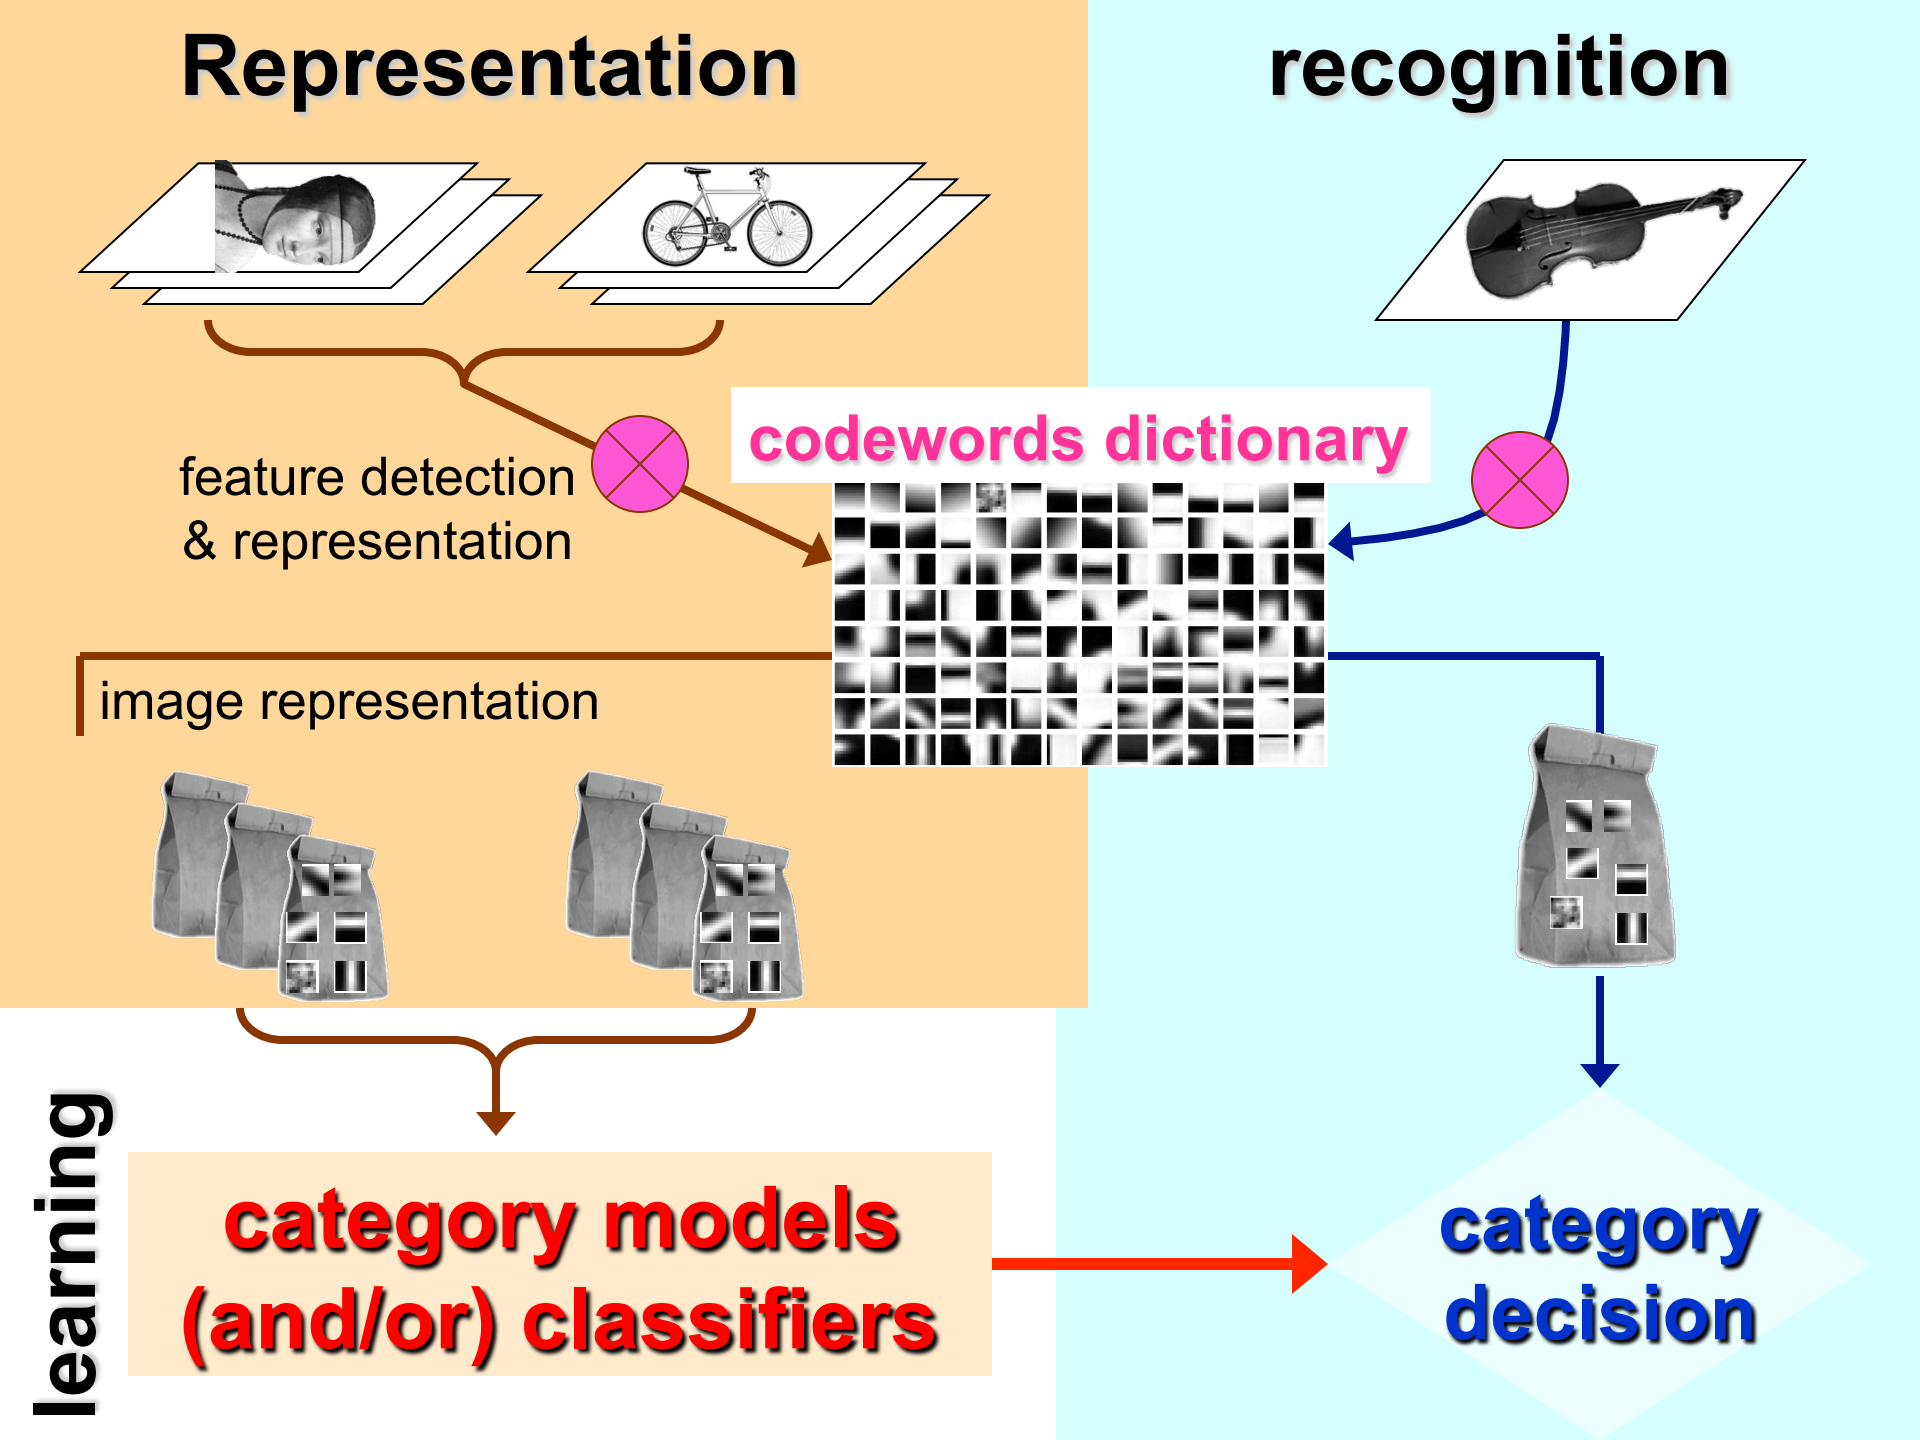 Representation
recognition
codewords dictionary
feature detection
& representation
image representation
learning
category models
(and/or) classifiers
category
decision